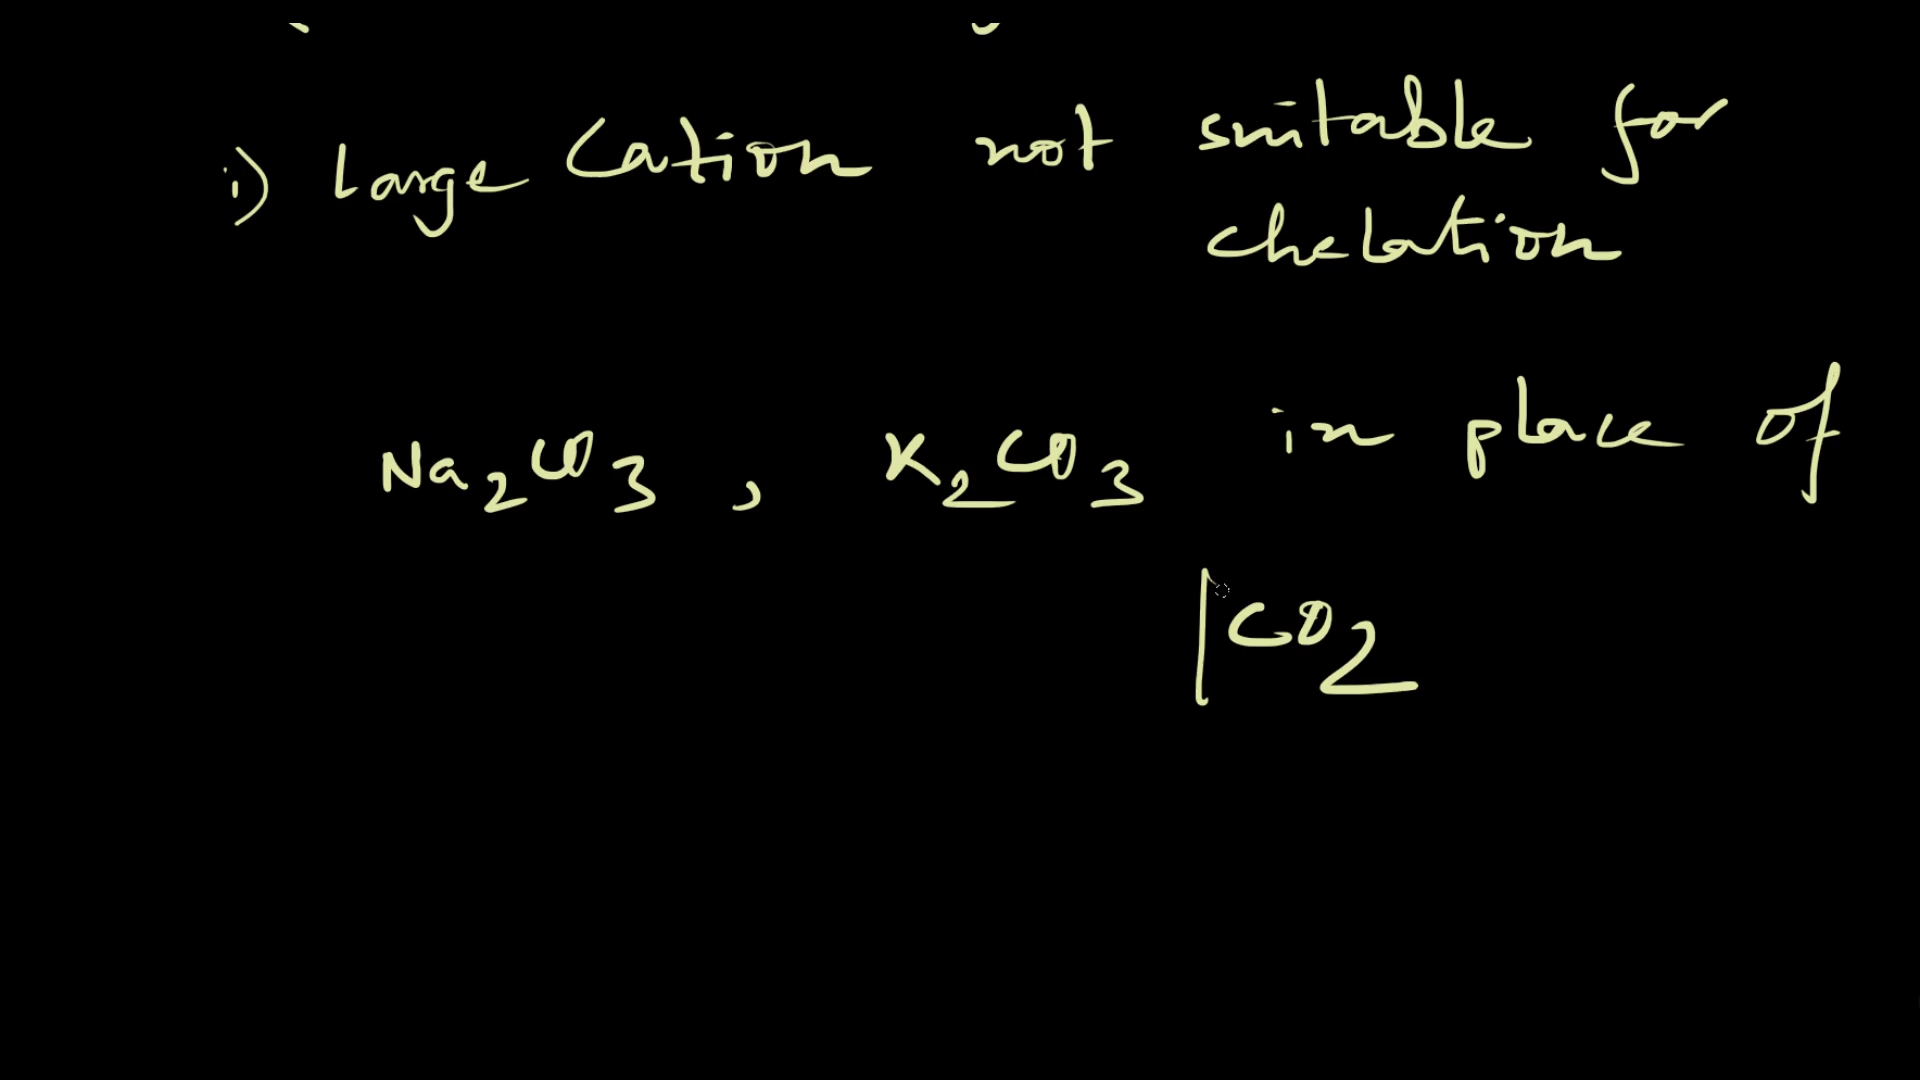 i) Large Cation not suitable for
chelation
Na₂CO₃ , K₂CO₃ in place of
CO₂